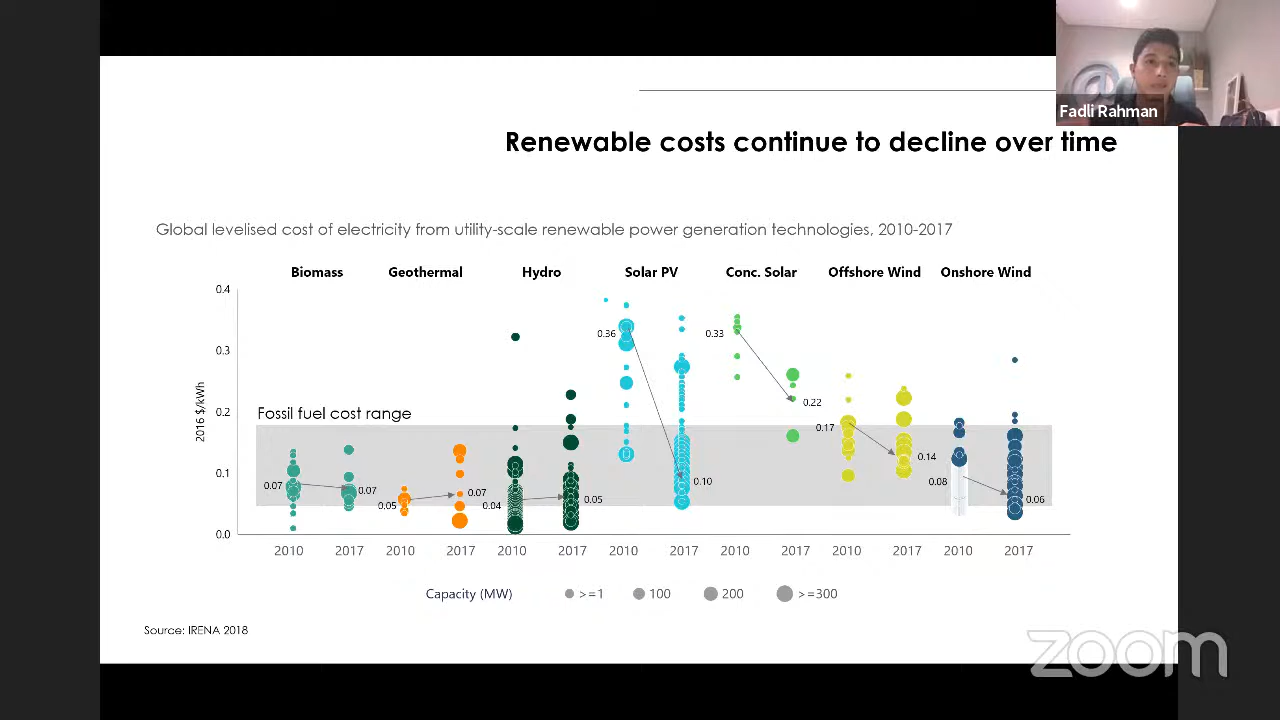 Fadli Rahman
Renewable costs continue to decline over time
Global levelised cost of electricity from utility-scale renewable power generation technologies, 2010-2017
Biomass Geothermal Hydro Solar PV Conc. Solar Offshore Wind Onshore Wind
0.4
0.3
0.2
0.1
0.0
2016 $/kWh
Fossil fuel cost range
0.07 0.07 0.05 0.07 0.04 0.05 0.36 0.10 0.33 0.22 0.17 0.14 0.08 0.06
2010 2017 2010 2017 2010 2017 2010 2017 2010 2017 2010 2017 2010 2017
Capacity (MW) >=1 100 200 >=300
Source: IRENA 2018
zoom